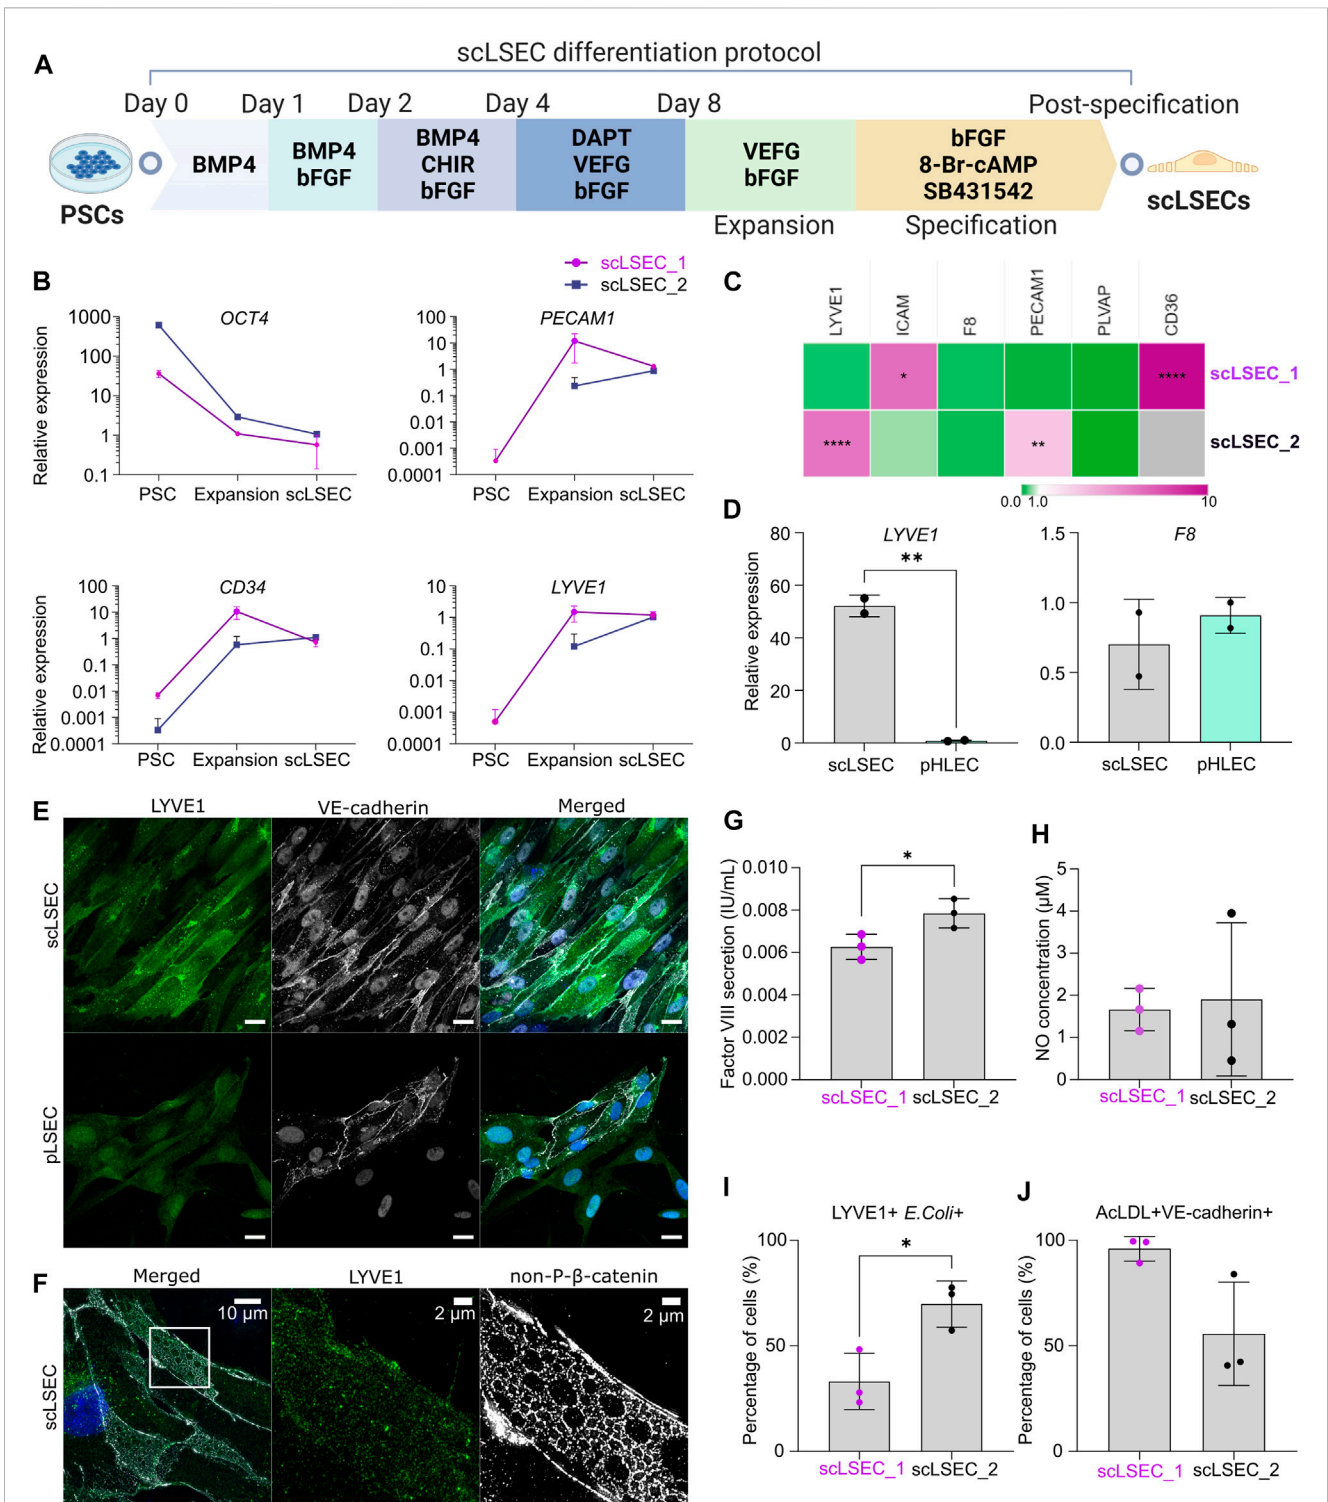 A
scLSEC differentiation protocol
Day 0 Day 1 Day 2 Day 4 Day 8 Post-specification
BMP4
BMP4
bFGF
BMP4
CHIR
bFGF
DAPT
VEFG
bFGF
VEFG
bFGF
bFGF
8-Br-cAMP
SB431542
PSCs
scLSECs
Expansion
Specification
B
scLSEC_1
scLSEC_2
OCT4
Relative expression
1000
100
10
1
0.1
PSC Expansion scLSEC
PECAM1
100
10
1
0.1
0.01
0.001
0.0001
PSC Expansion scLSEC
CD34
Relative expression
100
10
1
0.1
0.01
0.001
0.0001
PSC Expansion scLSEC
LYVE1
10
1
0.1
0.01
0.001
0.0001
PSC Expansion scLSEC
C
LYVE1
ICAM
F8
PECAM1
PLVAP
CD36
* **** scLSEC_1
**** ** scLSEC_2
0.0 1.0 10
D
LYVE1
Relative expression
80
60
40
20
0
**
scLSEC pHLEC
F8
1.5
1.0
0.5
0.0
scLSEC pHLEC
E
LYVE1 VE-cadherin Merged
scLSEC
pLSEC
F
Merged LYVE1 non-P-β-catenin
scLSEC
10 µm
2 µm
2 µm
G
Factor VIII secretion (IU/mL)
0.010
0.008
0.006
0.004
0.002
0.000
*
scLSEC_1 scLSEC_2
H
NO concentration (µM)
5
4
3
2
1
0
scLSEC_1 scLSEC_2
I
LYVE1+ E.Coli+
Percentage of cells (%)
100
50
0
*
scLSEC_1 scLSEC_2
J
AcLDL+VE-cadherin+
Percentage of cells (%)
100
50
0
scLSEC_1 scLSEC_2